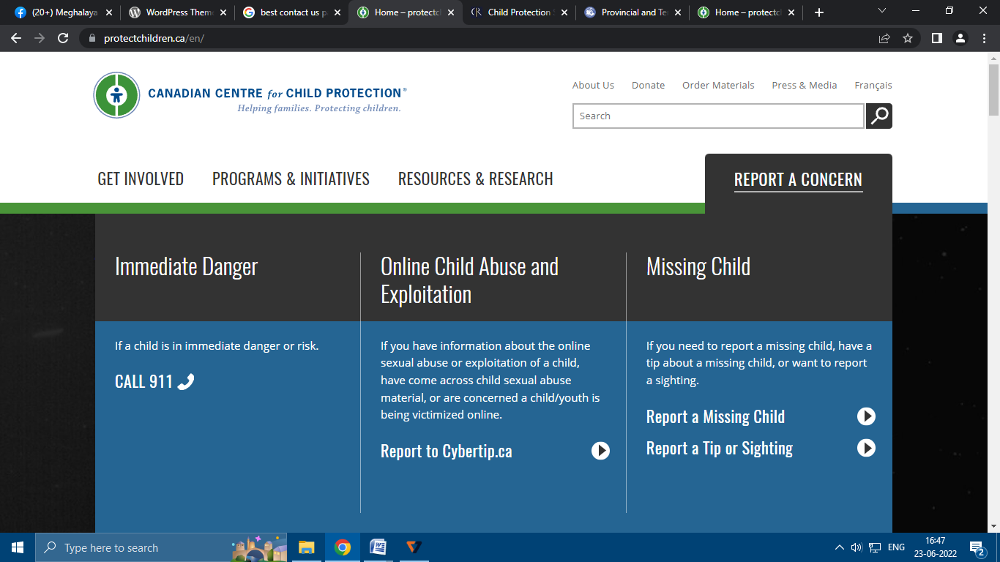 (20+) Meghalaya
WordPress Them
best contact us p
Home – protectc
Child Protection S
Provincial and Te
Home – protectc
protectchildren.ca/en/
CANADIAN CENTRE for CHILD PROTECTION®
Helping families. Protecting children.
About Us Donate Order Materials Press & Media Français
Search
GET INVOLVED PROGRAMS & INITIATIVES RESOURCES & RESEARCH
REPORT A CONCERN
Immediate Danger
If a child is in immediate danger or risk.
CALL 911
Online Child Abuse and
Exploitation
If you have information about the online
sexual abuse or exploitation of a child,
have come across child sexual abuse
material, or are concerned a child/youth is
being victimized online.
Report to Cybertip.ca
Missing Child
If you need to report a missing child, have a
tip about a missing child, or want to report
a sighting.
Report a Missing Child
Report a Tip or Sighting
Type here to search
ENG
16:47
23-06-2022
2